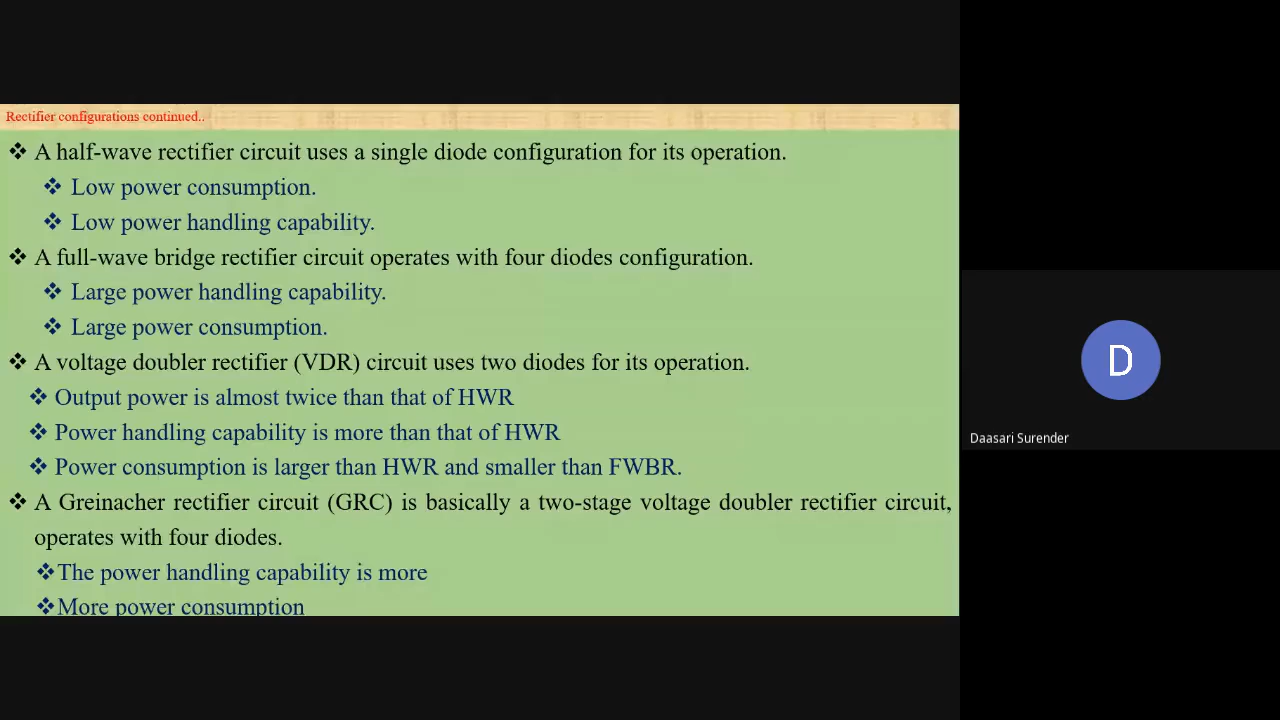 Rectifier configurations continued..
❖ A half-wave rectifier circuit uses a single diode configuration for its operation.
❖ Low power consumption.
❖ Low power handling capability.
❖ A full-wave bridge rectifier circuit operates with four diodes configuration.
❖ Large power handling capability.
❖ Large power consumption.
❖ A voltage doubler rectifier (VDR) circuit uses two diodes for its operation.
❖ Output power is almost twice than that of HWR
❖ Power handling capability is more than that of HWR
❖ Power consumption is larger than HWR and smaller than FWBR.
❖ A Greinacher rectifier circuit (GRC) is basically a two-stage voltage doubler rectifier circuit,
operates with four diodes.
❖The power handling capability is more
❖More power consumption
D
Daasari Surender